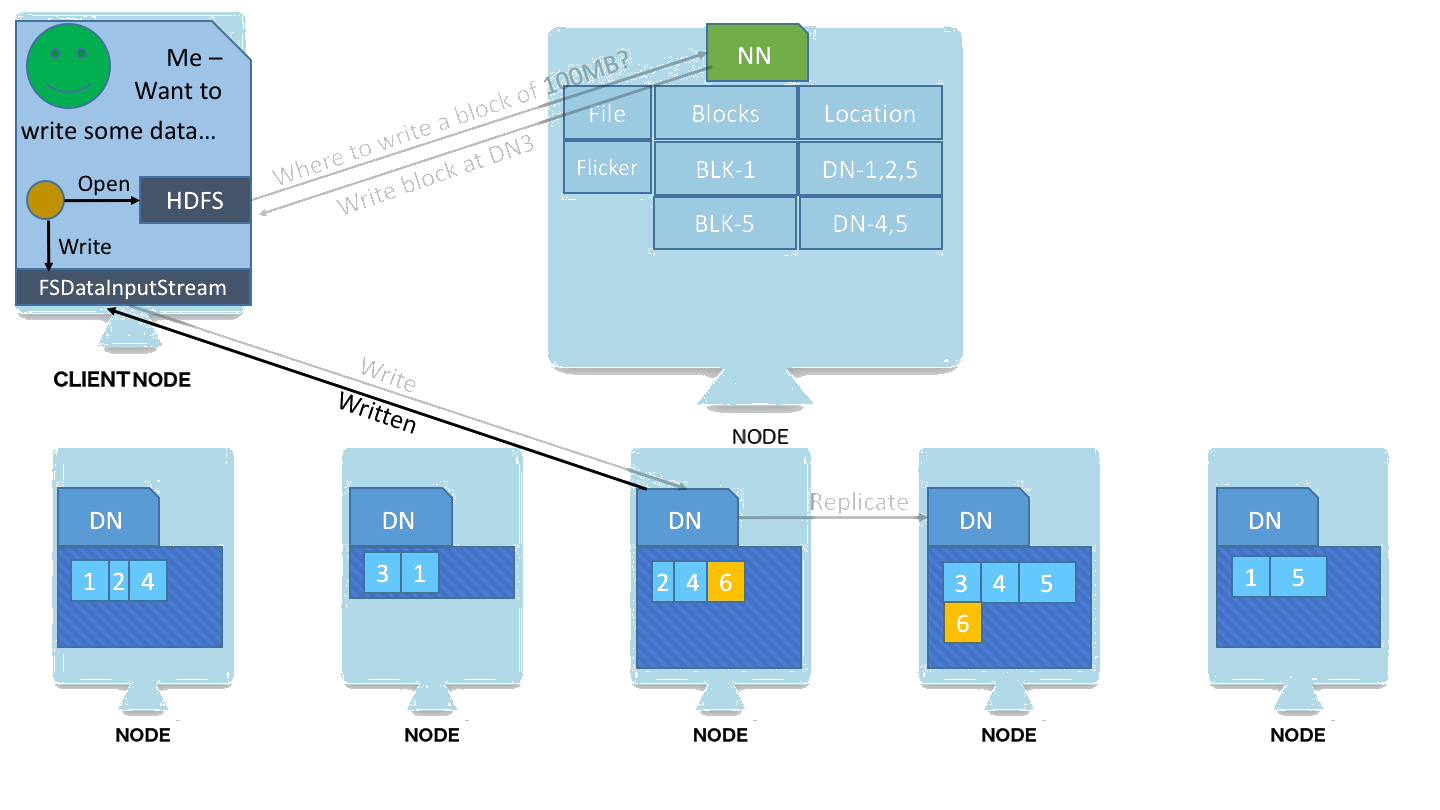 Me –
Want to
write some data...
Open
HDFS
Write
FSDataInputStream
CLIENT NODE
Where to write a block of 100MB?
Write block at DN3
NN
File Blocks Location
Flicker BLK-1 DN-1,2,5
BLK-5 DN-4,5
NODE
Write
Written
Replicate
DN DN DN DN DN
1 2 4
3 1
2 4 6
3 4 5
6
1 5
NODE NODE NODE NODE NODE